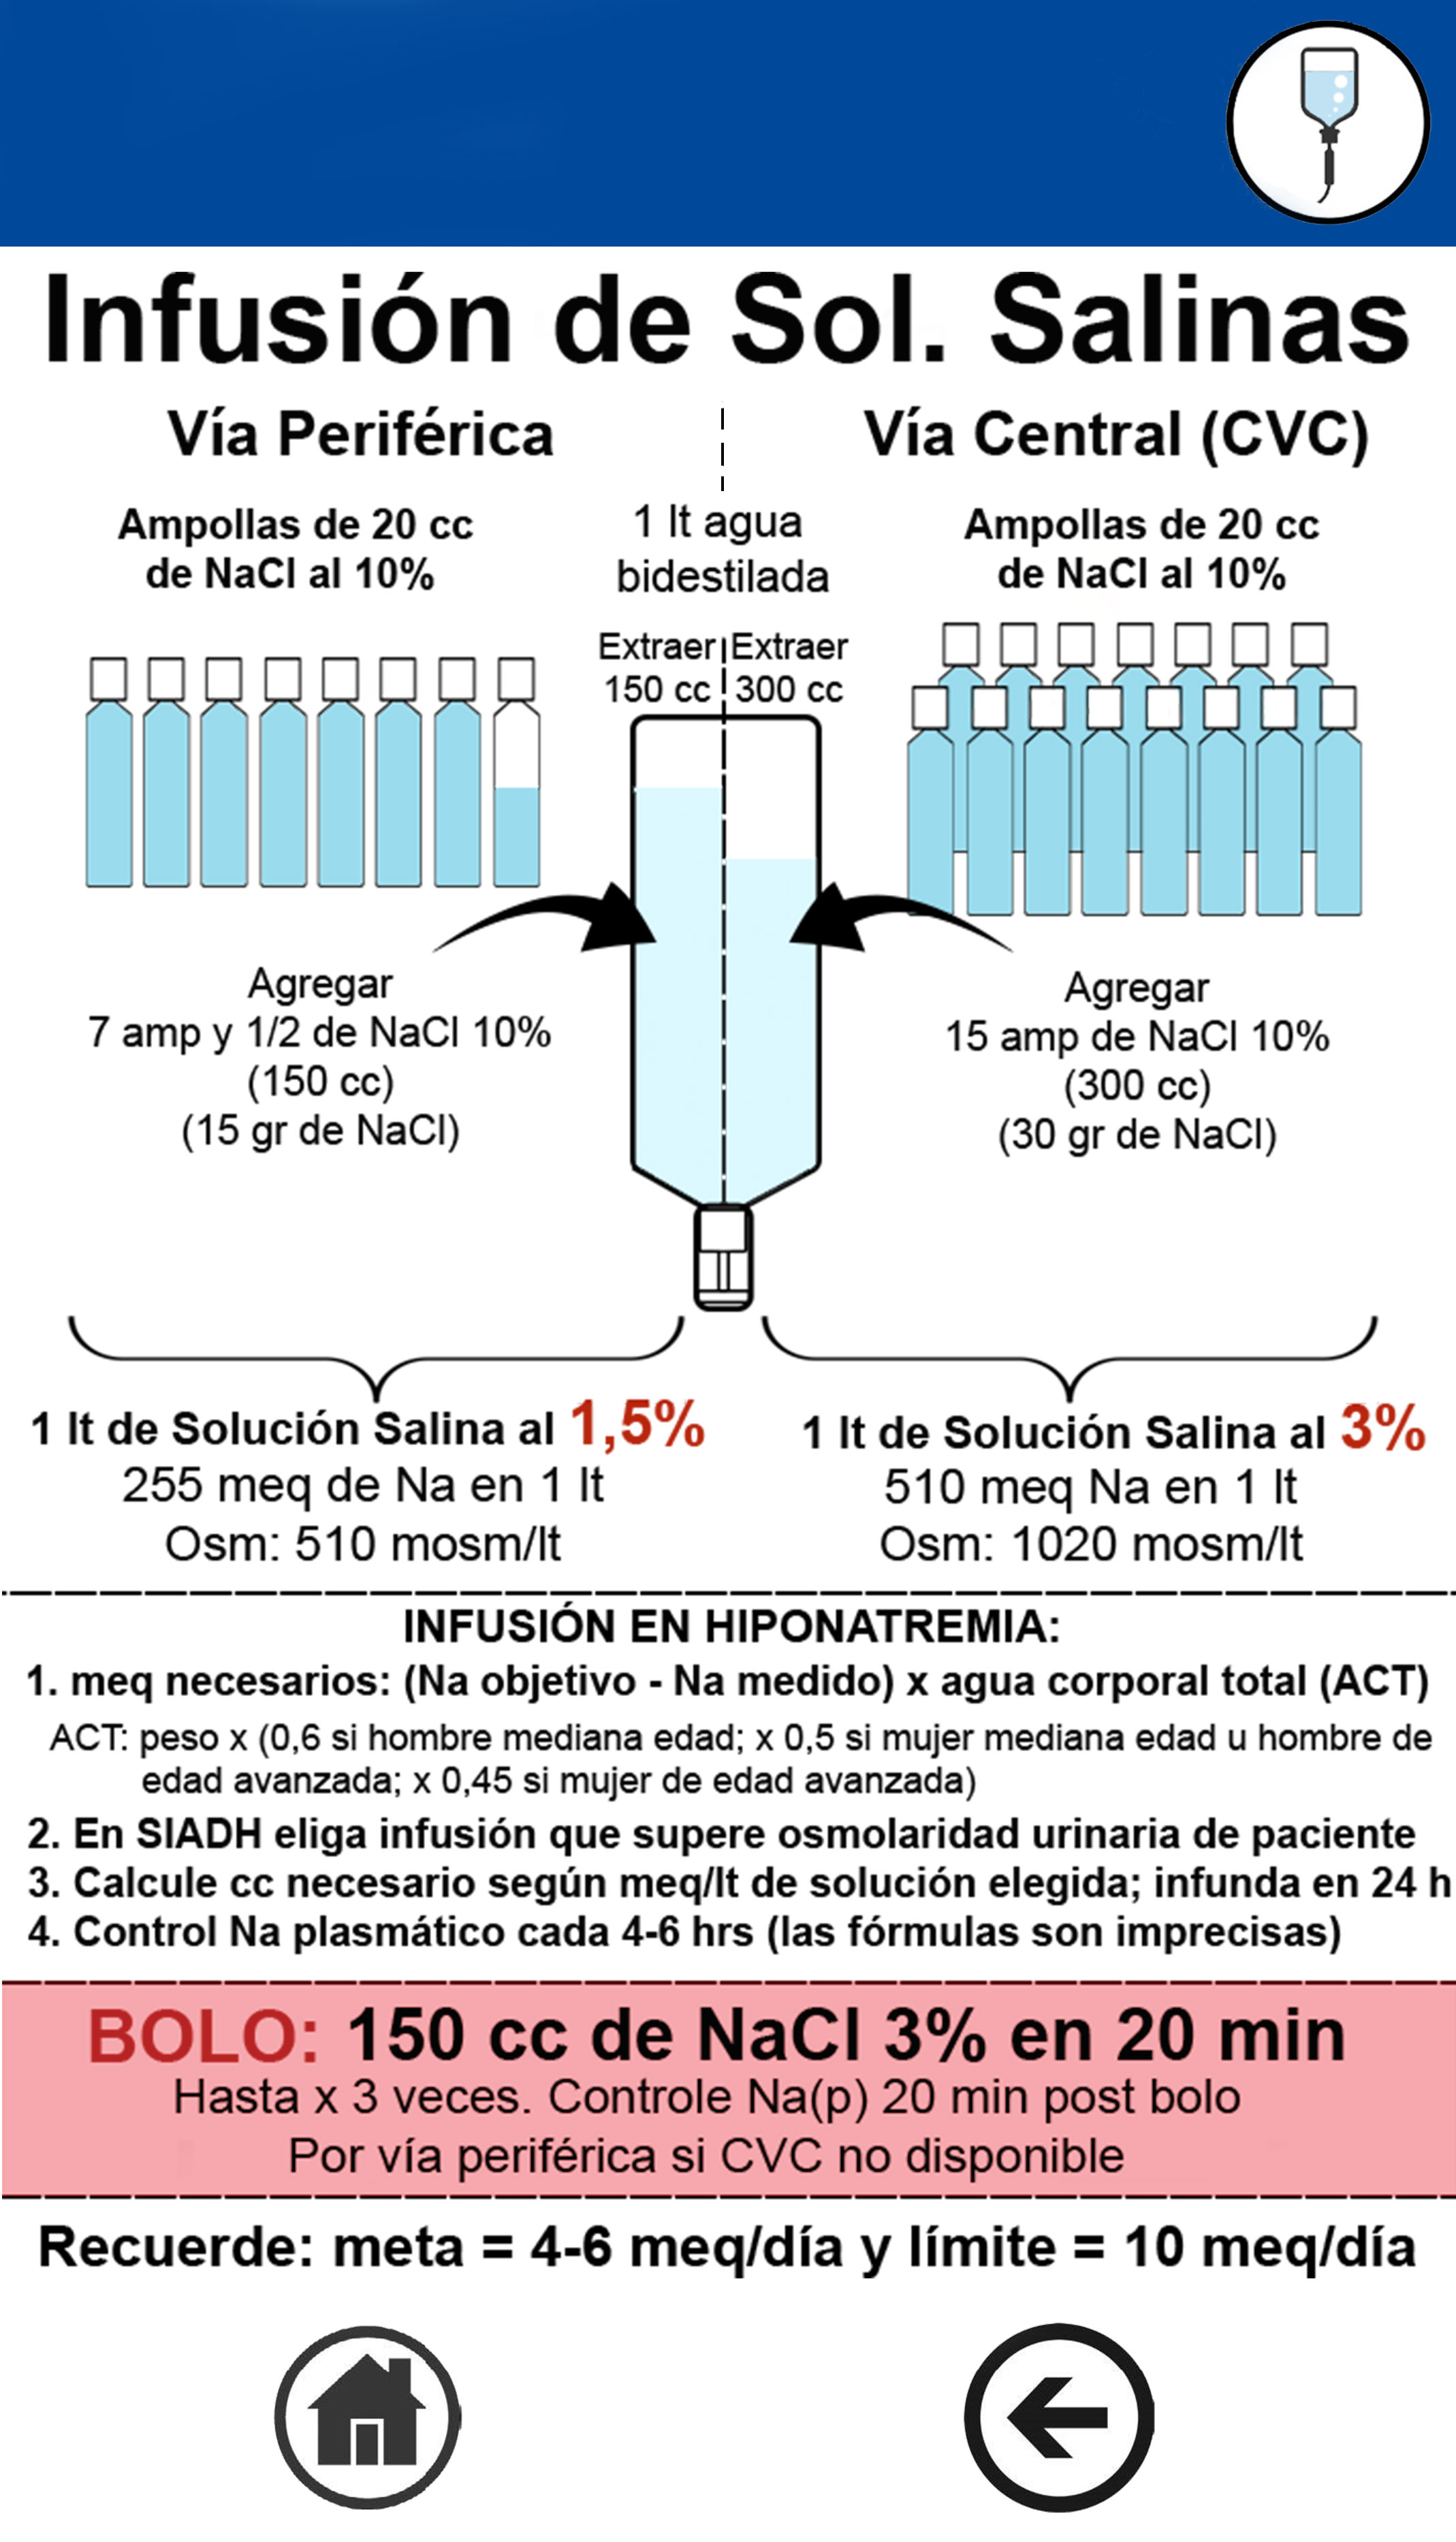 Infusión de Sol. Salinas
Vía Periférica
Vía Central (CVC)
Ampollas de 20 cc
de NaCl al 10%
1 lt agua
bidestilada
Ampollas de 20 cc
de NaCl al 10%
Extraer
150 cc
Extraer
300 cc
Agregar
7 amp y 1/2 de NaCl 10%
(150 cc)
(15 gr de NaCl)
Agregar
15 amp de NaCl 10%
(300 cc)
(30 gr de NaCl)
1 lt de Solución Salina al 1,5%
255 meq de Na en 1 lt
Osm: 510 mosm/lt
1 lt de Solución Salina al 3%
510 meq Na en 1 lt
Osm: 1020 mosm/lt
INFUSIÓN EN HIPONATREMIA:
1. meq necesarios: (Na objetivo - Na medido) x agua corporal total (ACT)
ACT: peso x (0,6 si hombre mediana edad; x 0,5 si mujer mediana edad u hombre de
edad avanzada; x 0,45 si mujer de edad avanzada)
2. En SIADH eliga infusión que supere osmolaridad urinaria de paciente
3. Calcule cc necesario según meq/lt de solución elegida; infunda en 24 h
4. Control Na plasmático cada 4-6 hrs (las fórmulas son imprecisas)
BOLO: 150 cc de NaCl 3% en 20 min
Hasta x 3 veces. Controle Na(p) 20 min post bolo
Por vía periférica si CVC no disponible
Recuerde: meta = 4-6 meq/día y límite = 10 meq/día